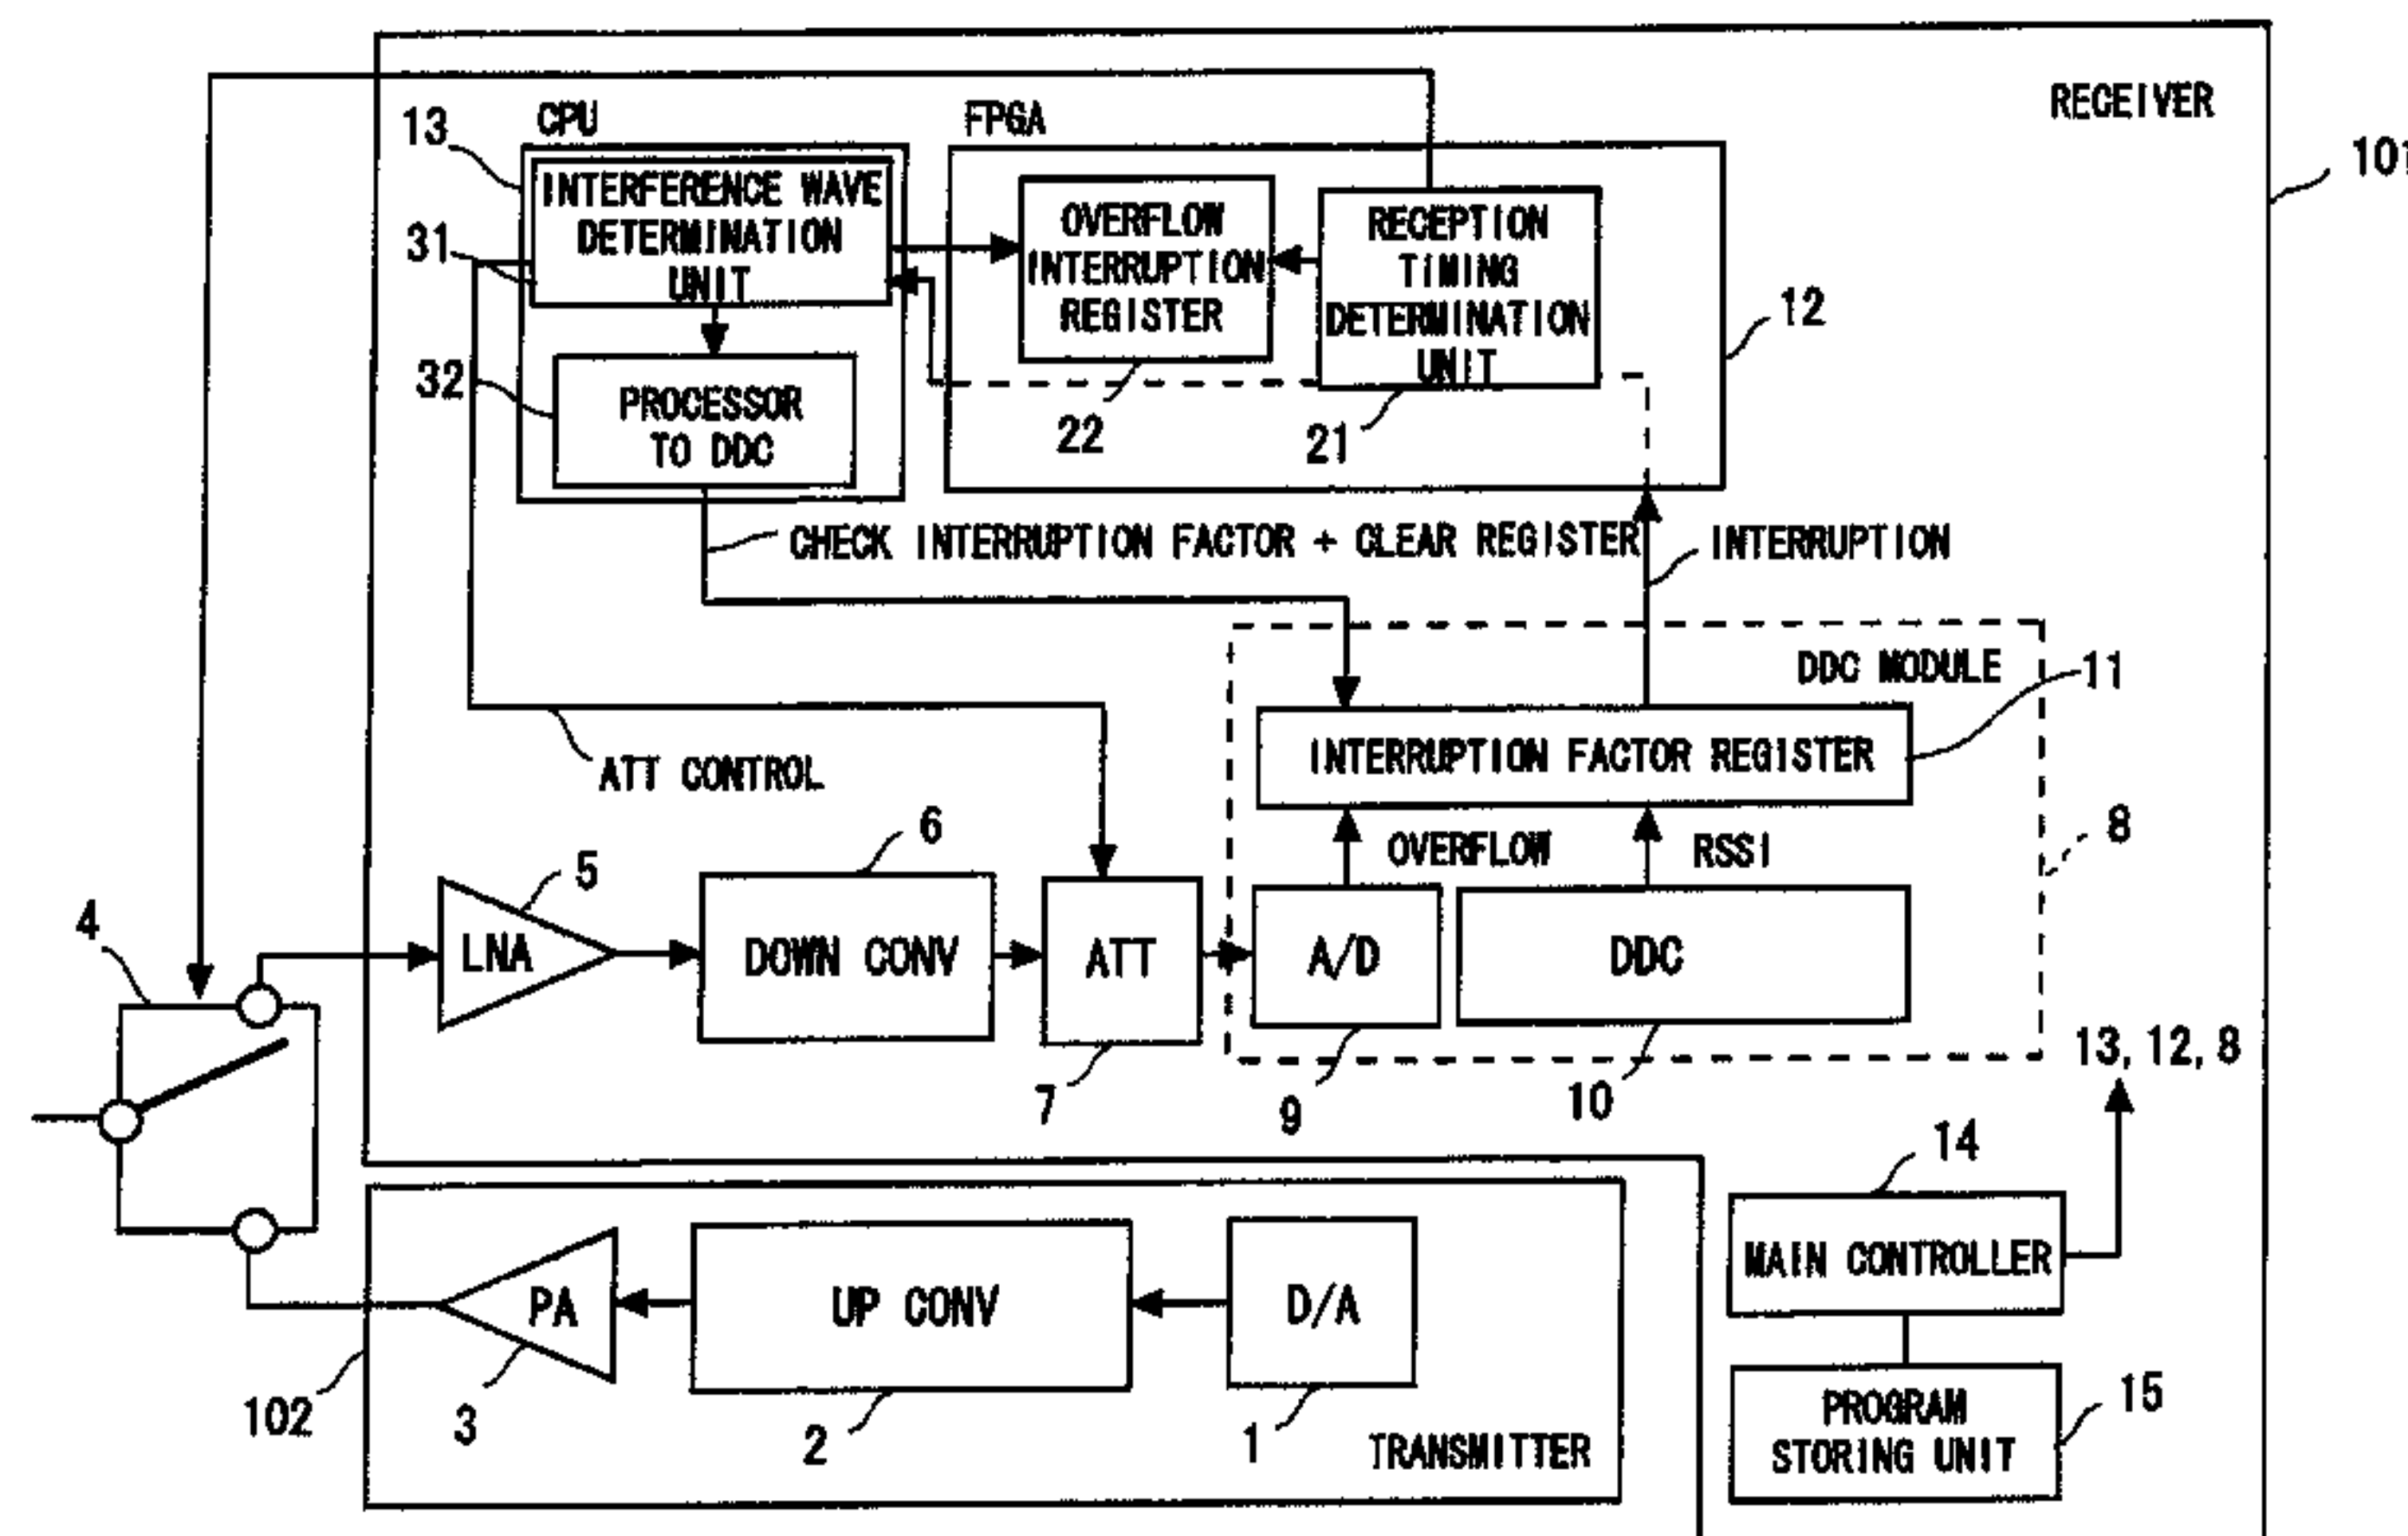 RECEIVER
101
CPU
FPGA
13
INTERFERENCE WAVE
DETERMINATION
UNIT
31
OVERFLOW
INTERRUPTION
REGISTER
RECEPTION
TIMING
DETERMINATION
UNIT
12
32
PROCESSOR
TO DDC
22
21
CHECK INTERRUPTION FACTOR + CLEAR REGISTER
INTERRUPTION
DDC MODULE
11
INTERRUPTION FACTOR REGISTER
ATT CONTROL
OVERFLOW
RSSI
8
6
5
4
LNA
DOWN CONV
ATT
A/D
DDC
7
9
10
13, 12, 8
14
MAIN CONTROLLER
PA
UP CONV
D/A
102
3
2
1
TRANSMITTER
PROGRAM
STORING UNIT
15